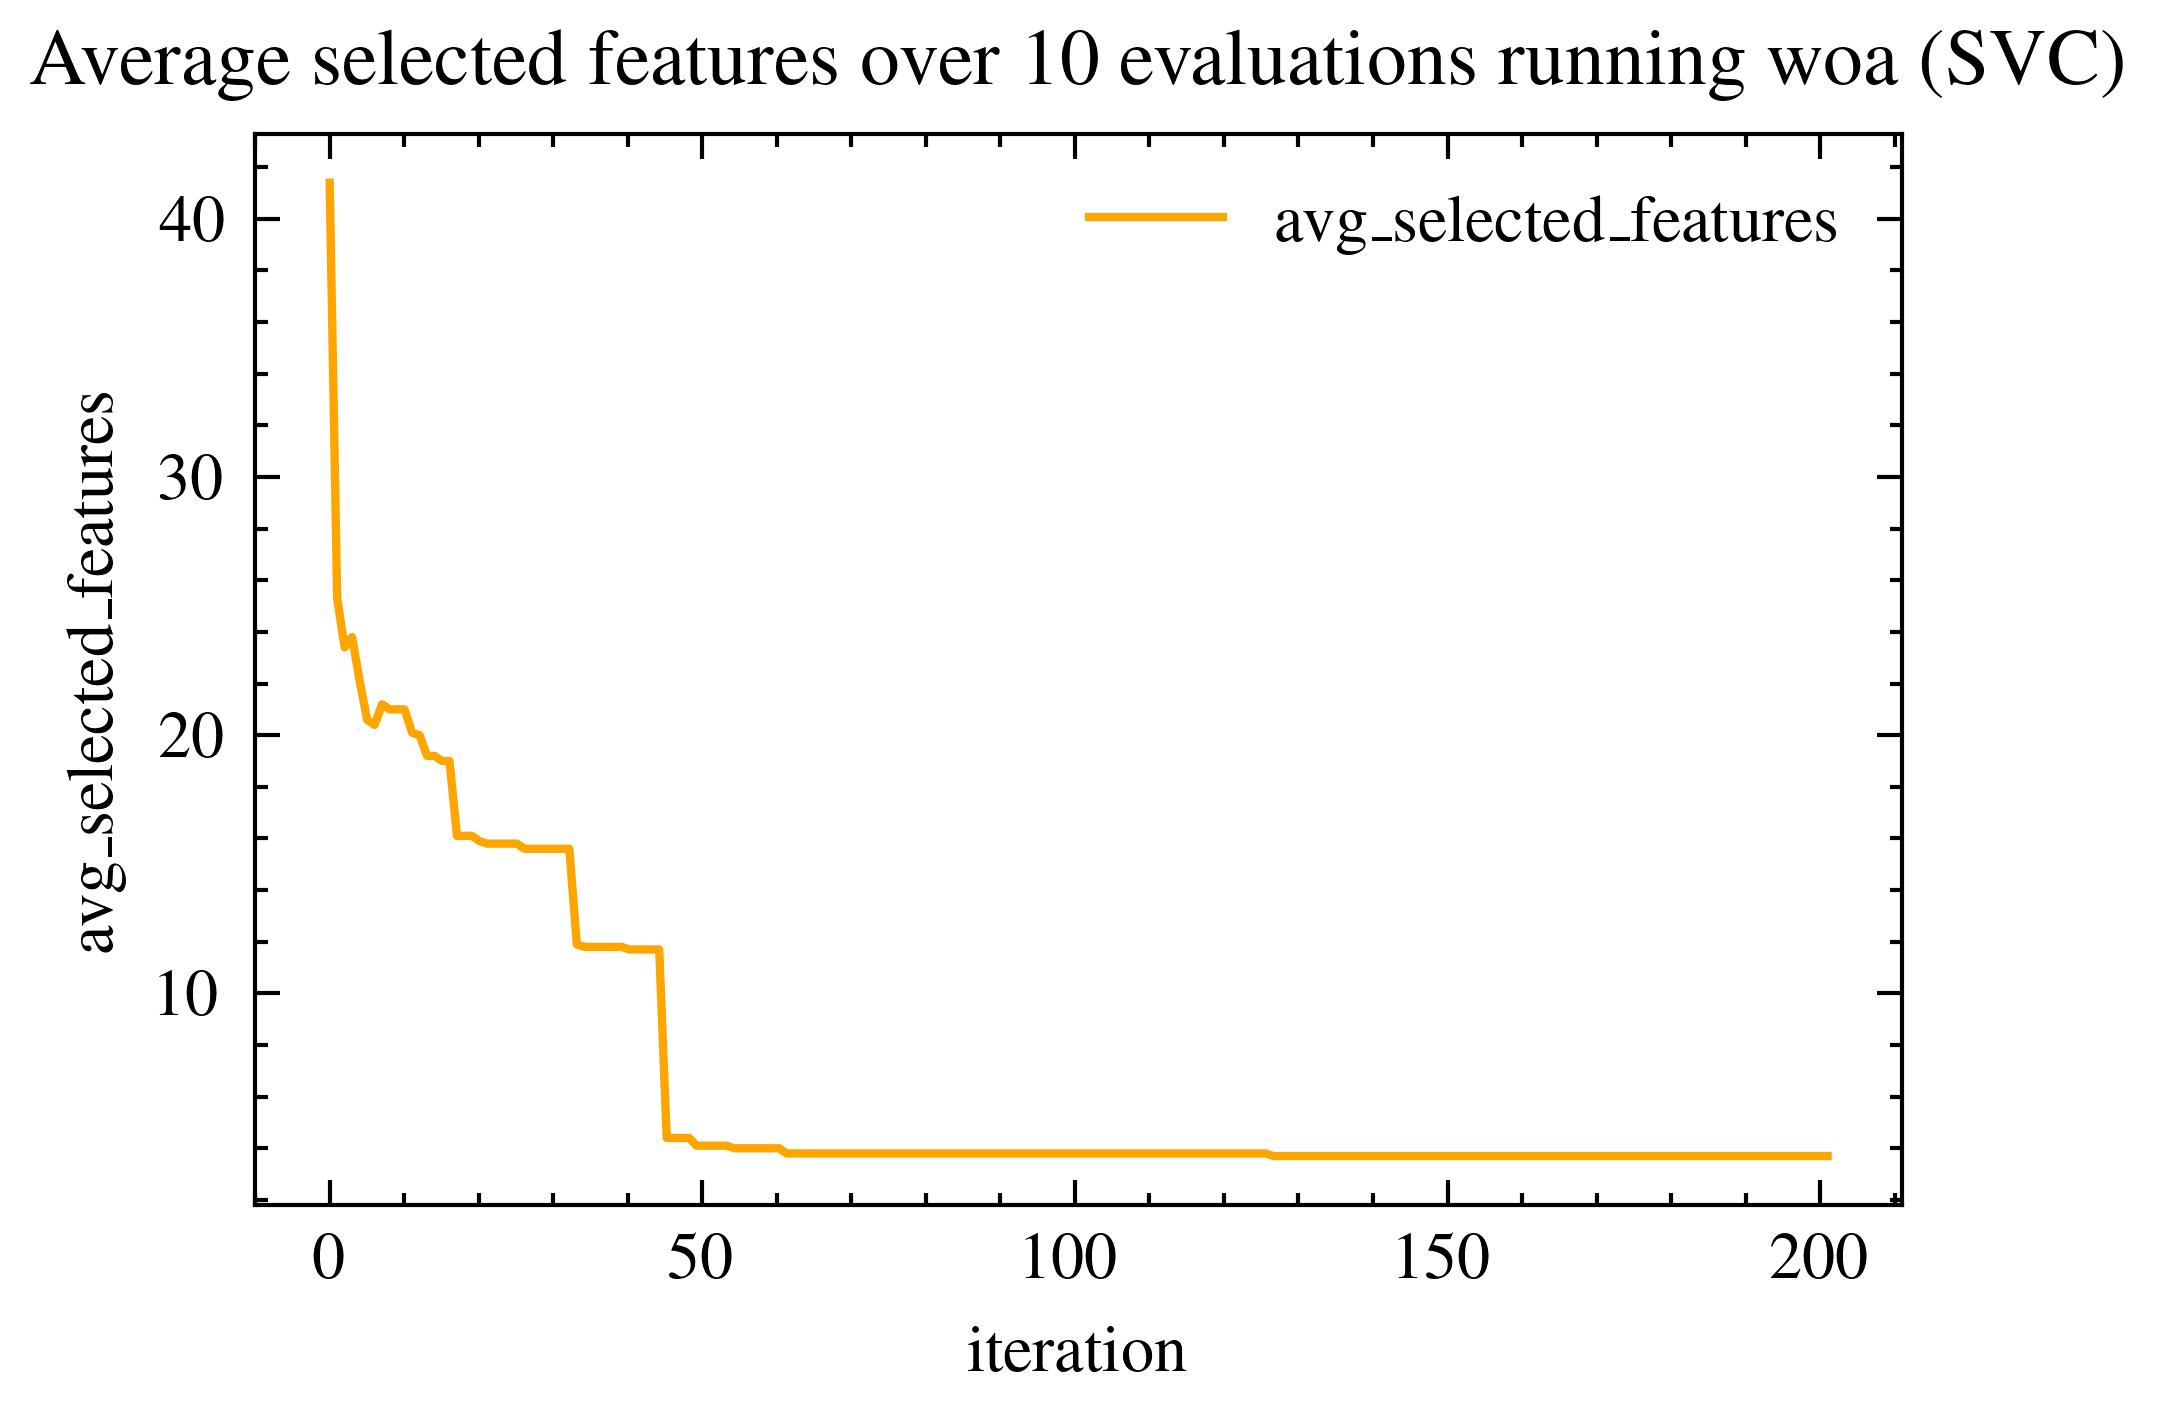 Average selected features over 10 evaluations running woa (SVC)
avg_selected_features
40
30
20
10
avg_selected_features
0 50 100 150 200
iteration